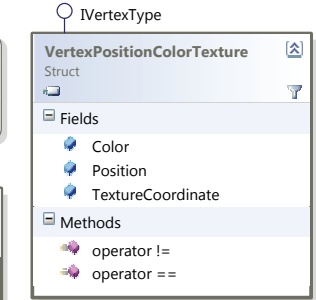 IVertexType
VertexPositionColorTexture
Struct
Fields
Color
Position
TextureCoordinate
Methods
operator !=
operator ==